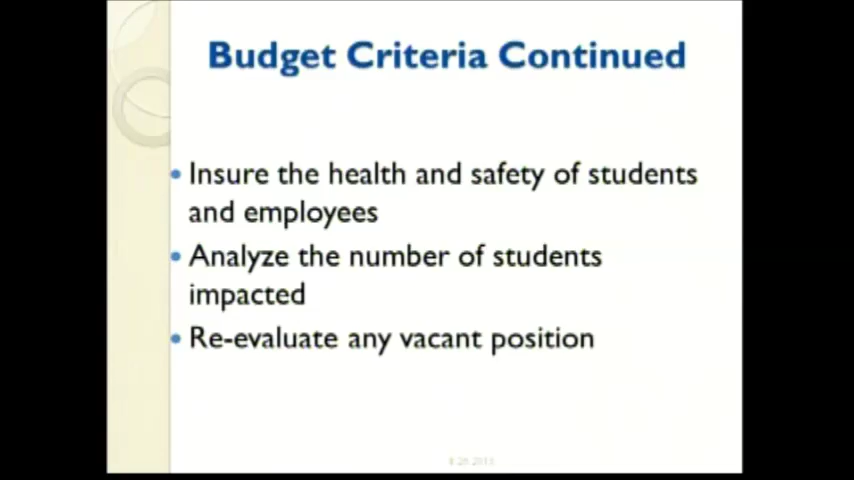 Budget Criteria Continued
• Insure the health and safety of students
and employees
• Analyze the number of students
impacted
• Re-evaluate any vacant position